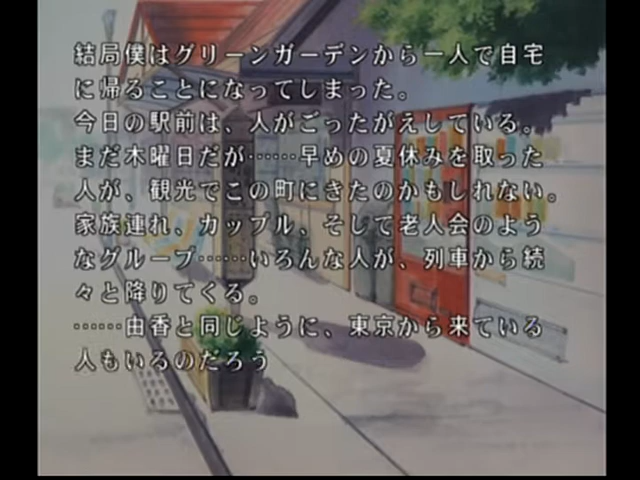 結局僕はグリーンガーデンから一人で自宅
に帰ることになってしまった。
今日の駅前は、人がごったがえしている。
まだ木曜日だが……早めの夏休みを取った
人が、観光でこの町にきたのかもしれない。
家族連れ、カップル、そして老人会のよう
なグループ……いろんな人が、列車から続
々と降りてくる。
……由香と同じように、東京から来ている
人もいるのだろう